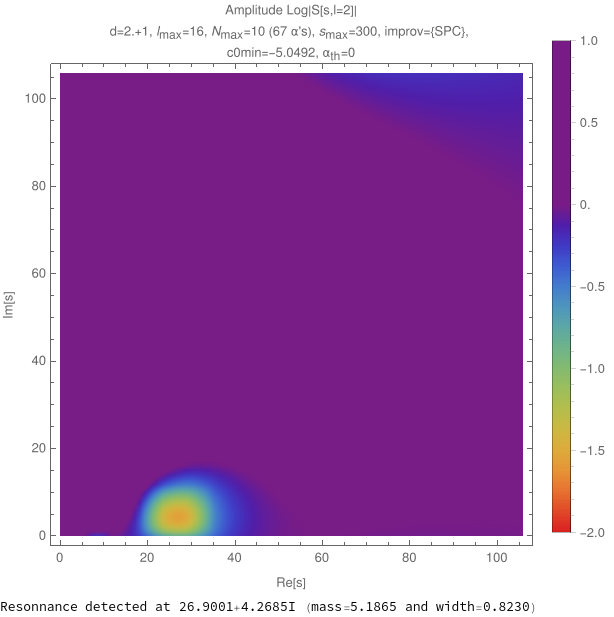 Amplitude Log|S[s,l=2]|
d=2.+1, lmax=16, Nmax=10 (67 α's), smax=300, improv={SPC},
c0min=−5.0492, αth=0
100
80
60
40
20
0
Im[s]
0 20 40 60 80 100
Re[s]
1.0
0.5
0.
−0.5
−1.0
−1.5
−2.0
Resonnance detected at 26.9001+4.2685I (mass=5.1865 and width=0.8230)